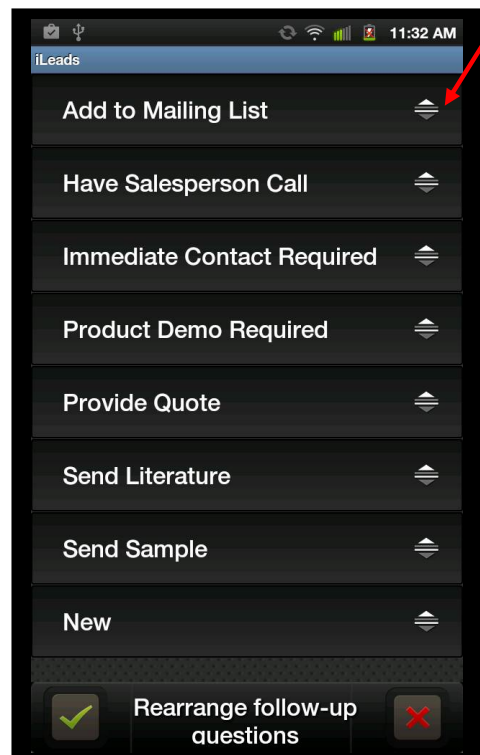 11:32 AM
iLeads
Add to Mailing List
Have Salesperson Call
Immediate Contact Required
Product Demo Required
Provide Quote
Send Literature
Send Sample
New
Rearrange follow-up
questions